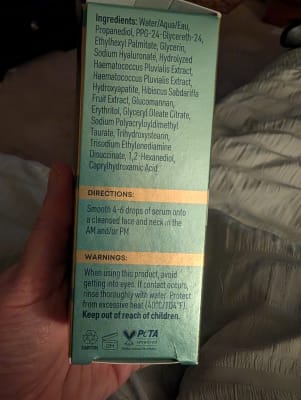 Ingredients: Water/Aqua/Eau,
Propanediol, PPG-24-Glycereth-24,
Ethylhexyl Palmitate, Glycerin,
Sodium Hyaluronate, Hydrolyzed
Haematococcus Pluvialis Extract,
Haematococcus Pluvialis Extract,
Hydroxyapatite, Hibiscus Sabdariffa
Fruit Extract, Glucomannan,
Erythritol, Glyceryl Oleate Citrate,
Sodium Polyacryloyldimethyl
Taurate, Trihydroxystearin,
Trisodium Ethylenediamine
Disuccinate, 1,2-Hexanediol,
Caprylhydroxamic Acid
DIRECTIONS:
Smooth 4-6 drops of serum onto
a cleansed face and neck in the
AM and/or PM.
WARNINGS:
When using this product, avoid
getting into eyes. If contact occurs,
rinse thoroughly with water. Protect
from excessive heat (40°C/104°F).
Keep out of reach of children.
CARTON
PETA